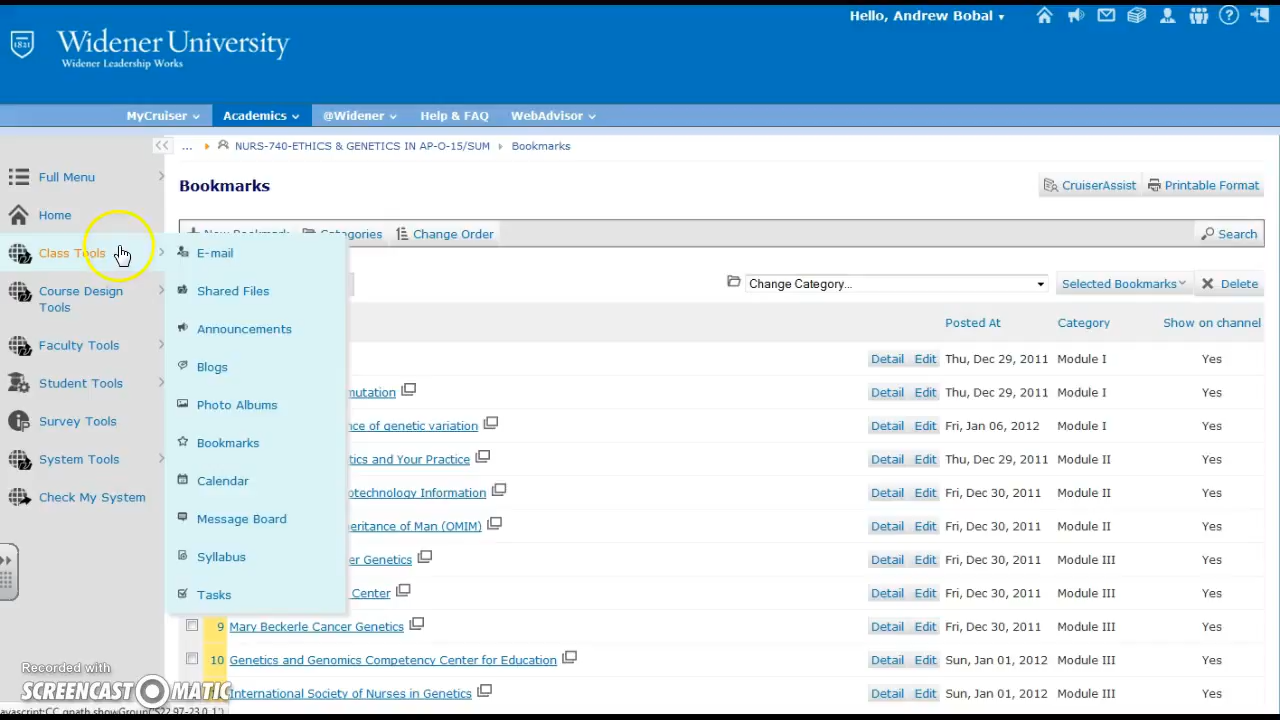 Hello, Andrew Bobal
1821
Widener University
Widener Leadership Works
MyCruiser
Academics
@Widener
Help & FAQ
WebAdvisor
... NURS-740-ETHICS & GENETICS IN AP-O-15/SUM Bookmarks
Full Menu
Home
Class Tools
Course Design
Tools
Faculty Tools
Student Tools
Survey Tools
System Tools
Check My System
E-mail
Shared Files
Announcements
Blogs
Photo Albums
Bookmarks
Calendar
Message Board
Syllabus
Tasks
Bookmarks
CruiserAssist
Printable Format
New Bookmark
Categories
Change Order
Search
Change Category...
Selected Bookmarks
Delete
Posted At Category Show on channel
Detail Edit Thu, Dec 29, 2011 Module I Yes
mutation Detail Edit Thu, Dec 29, 2011 Module I Yes
ce of genetic variation Detail Edit Fri, Jan 06, 2012 Module I Yes
tics and Your Practice Detail Edit Thu, Dec 29, 2011 Module II Yes
otechnology Information Detail Edit Fri, Dec 30, 2011 Module II Yes
eritance of Man (OMIM) Detail Edit Fri, Dec 30, 2011 Module II Yes
er Genetics Detail Edit Fri, Dec 30, 2011 Module III Yes
Center Detail Edit Fri, Dec 30, 2011 Module III Yes
9 Mary Beckerle Cancer Genetics Detail Edit Fri, Dec 30, 2011 Module III Yes
10 Genetics and Genomics Competency Center for Education Detail Edit Sun, Jan 01, 2012 Module III Yes
International Society of Nurses in Genetics Detail Edit Sun, Jan 01, 2012 Module III Yes
Recorded with
SCREENCAST MATIC